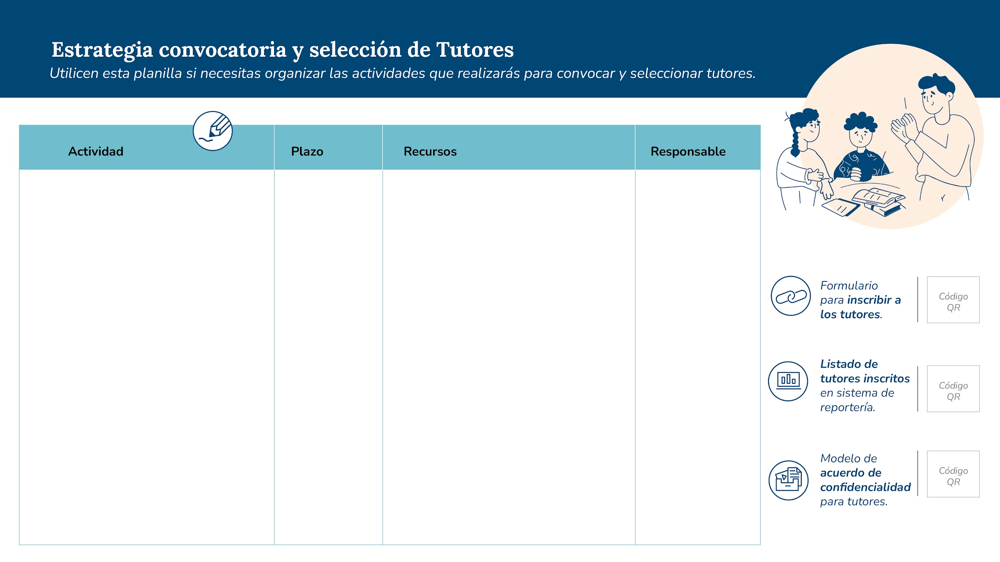 Estrategia convocatoria y selección de Tutores
Utilicen esta planilla si necesitas organizar las actividades que realizarás para convocar y seleccionar tutores.
Actividad
Plazo
Recursos
Responsable
Formulario
para inscribir a
los tutores.
Código
QR
Listado de
tutores inscritos
en sistema de
reportería.
Código
QR
Modelo de
acuerdo de
confidencialidad
para tutores.
Código
QR